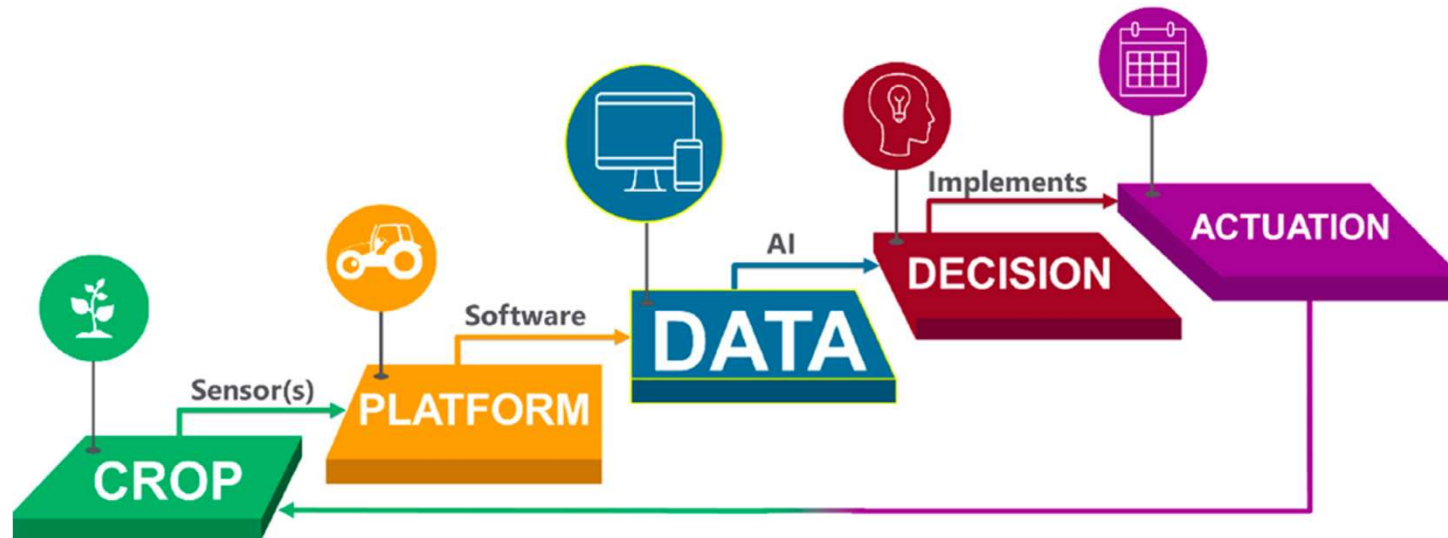 CROP
Sensor(s)
PLATFORM
Software
DATA
AI
DECISION
Implements
ACTUATION